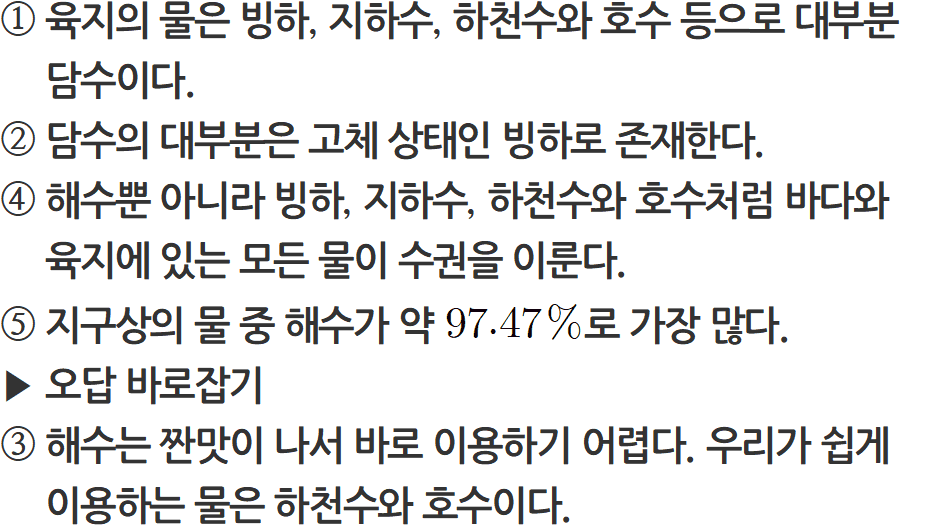 ① 육지의 물은 빙하, 지하수, 하천수와 호수 등으로 대부분
담수이다.
② 담수의 대부분은 고체 상태인 빙하로 존재한다.
④ 해수뿐 아니라 빙하, 지하수, 하천수와 호수처럼 바다와
육지에 있는 모든 물이 수권을 이룬다.
⑤ 지구상의 물 중 해수가 약 97.47%로 가장 많다.
▶ 오답 바로잡기
③ 해수는 짠맛이 나서 바로 이용하기 어렵다. 우리가 쉽게
이용하는 물은 하천수와 호수이다.